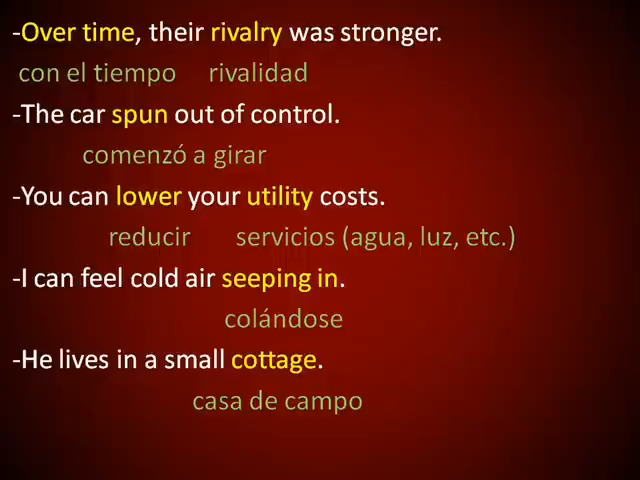 -Over time, their rivalry was stronger.
con el tiempo rivalidad
-The car spun out of control.
comenzó a girar
-You can lower your utility costs.
reducir servicios (agua, luz, etc.)
-I can feel cold air seeping in.
colándose
-He lives in a small cottage.
casa de campo